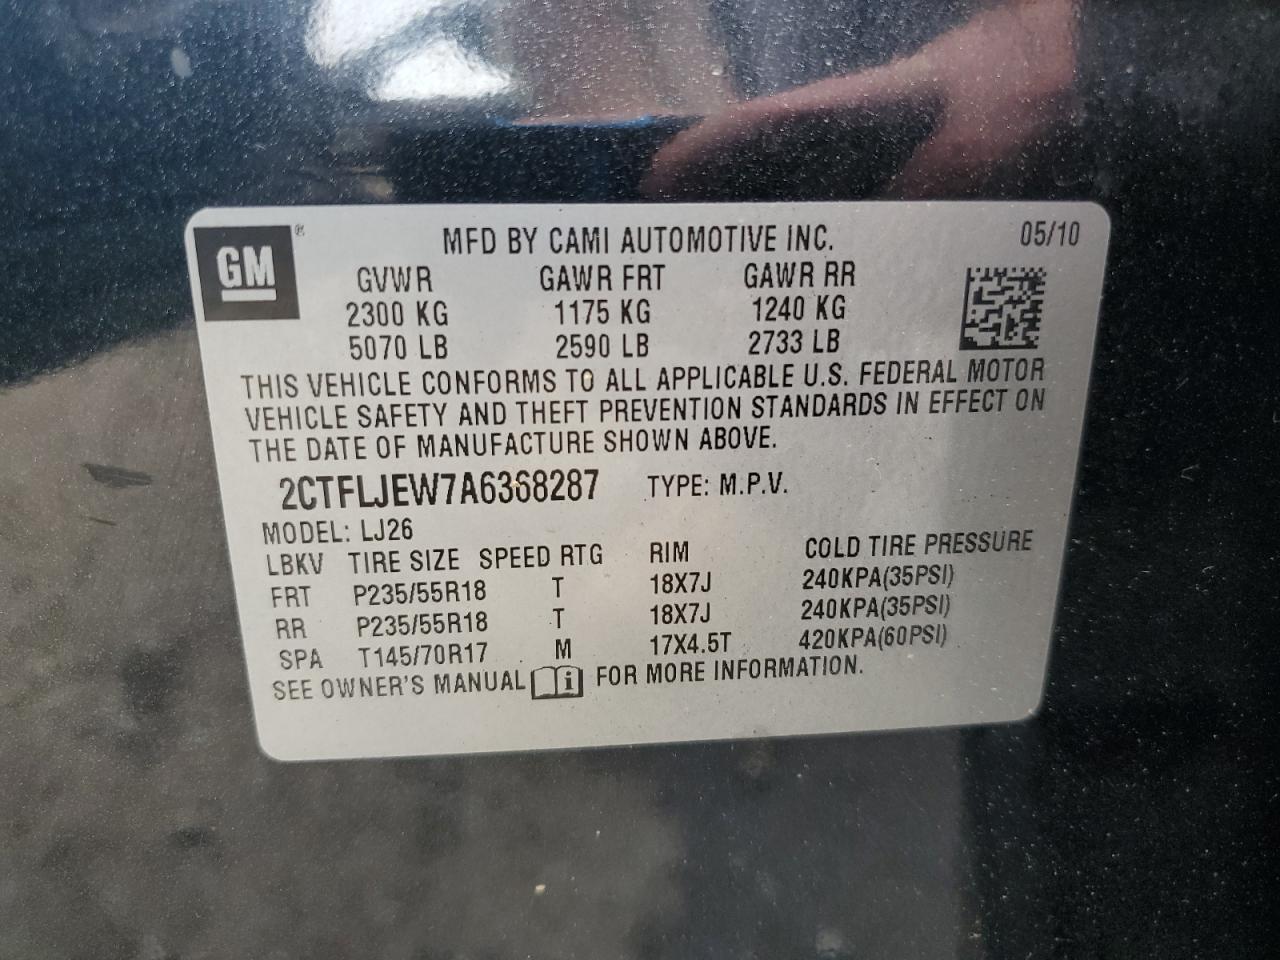 GM ®
MFD BY CAMI AUTOMOTIVE INC. 05/10
GVWR GAWR FRT GAWR RR
2300 KG 1175 KG 1240 KG
5070 LB 2590 LB 2733 LB
THIS VEHICLE CONFORMS TO ALL APPLICABLE U.S. FEDERAL MOTOR
VEHICLE SAFETY AND THEFT PREVENTION STANDARDS IN EFFECT ON
THE DATE OF MANUFACTURE SHOWN ABOVE.
2CTFLJEW7A6368287 TYPE: M.P.V.
MODEL: LJ26
LBKV TIRE SIZE SPEED RTG RIM COLD TIRE PRESSURE
FRT P235/55R18 T 18X7J 240KPA(35PSI)
RR P235/55R18 T 18X7J 240KPA(35PSI)
SPA T145/70R17 M 17X4.5T 420KPA(60PSI)
SEE OWNER'S MANUAL i FOR MORE INFORMATION.